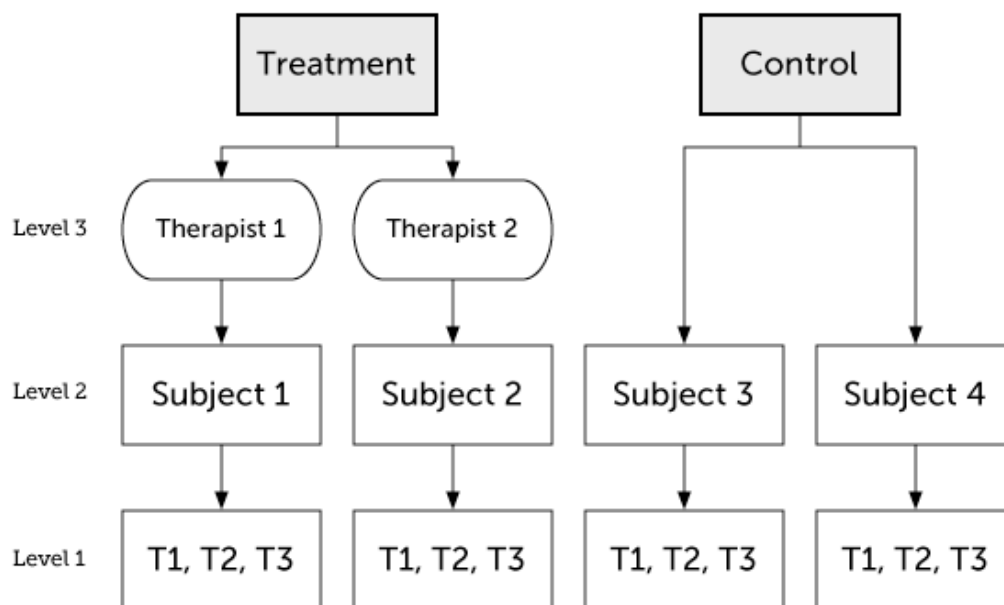 Treatment
Control
Level 3
Therapist 1
Therapist 2
Level 2
Subject 1
Subject 2
Subject 3
Subject 4
Level 1
T1, T2, T3
T1, T2, T3
T1, T2, T3
T1, T2, T3